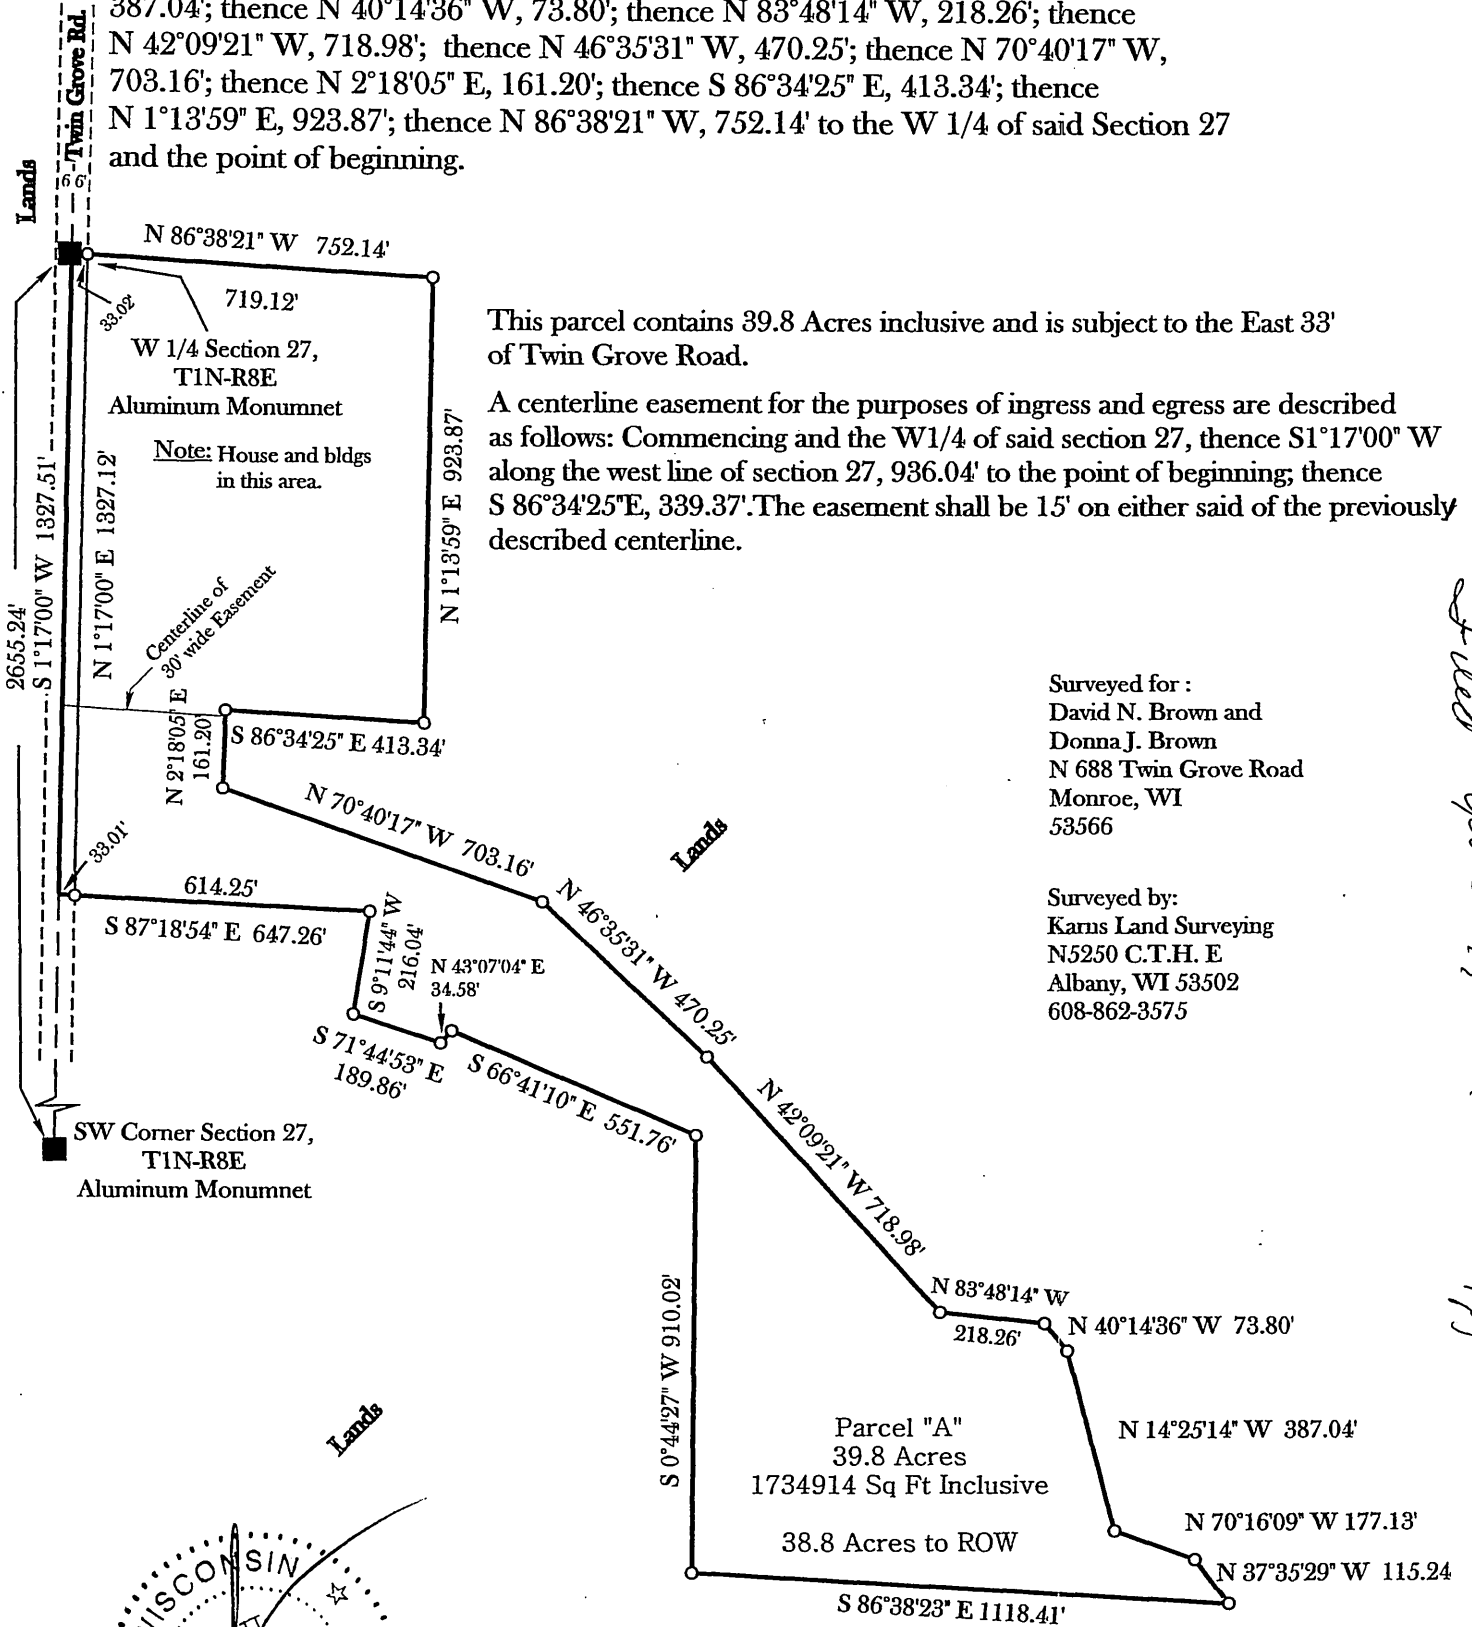 387.04'; thence N 40°14'36" W, 73.80'; thence N 83°48'14" W, 218.26'; thence
N 42°09'21" W, 718.98'; thence N 46°35'31" W, 470.25'; thence N 70°40'17" W,
703.16'; thence N 2°18'05" E, 161.20'; thence S 86°34'25" E, 413.34'; thence
N 1°13'59" E, 923.87'; thence N 86°38'21" W, 752.14' to the W 1/4 of said Section 27
and the point of beginning.
Twin Grove Rd.
Lands
66'
N 86°38'21" W 752.14'
719.12'
33.02'
W 1/4 Section 27,
T1N-R8E
Aluminum Monumnet
Note: House and bldgs
in this area.
This parcel contains 39.8 Acres inclusive and is subject to the East 33'
of Twin Grove Road.
A centerline easement for the purposes of ingress and egress are described
as follows: Commencing and the W1/4 of said section 27, thence S1°17'00" W
along the west line of section 27, 936.04' to the point of beginning; thence
S 86°34'25"E, 339.37'.The easement shall be 15' on either said of the previously
described centerline.
N 1°13'59" E 923.87'
2655.24'
S 1°17'00" W 1327.51'
N 1°17'00" E 1327.12'
Centerline of
30' wide Easement
N 2°18'05" E
161.20'
S 86°34'25" E 413.34'
N 70°40'17" W 703.16'
Lands
Surveyed for :
David N. Brown and
Donna J. Brown
N 688 Twin Grove Road
Monroe, WI
53566
33.01'
614.25'
S 87°18'54" E 647.26'
S 9°11'44" W
216.04'
N 43°07'04" E
34.58'
N 46°35'31" W 470.25'
Surveyed by:
Karns Land Surveying
N5250 C.T.H. E
Albany, WI 53502
608-862-3575
S 71°44'53" E
189.86'
S 66°41'10" E 551.76'
N 42°09'21" W 718.98'
SW Corner Section 27,
T1N-R8E
Aluminum Monumnet
S 0°44'27" W 910.02'
N 83°48'14" W
218.26'
N 40°14'36" W 73.80'
N 14°25'14" W 387.04'
Parcel "A"
39.8 Acres
1734914 Sq Ft Inclusive
38.8 Acres to ROW
N 70°16'09" W 177.13'
N 37°35'29" W 115.24
S 86°38'23" E 1118.41'
Lands
WISCONSIN